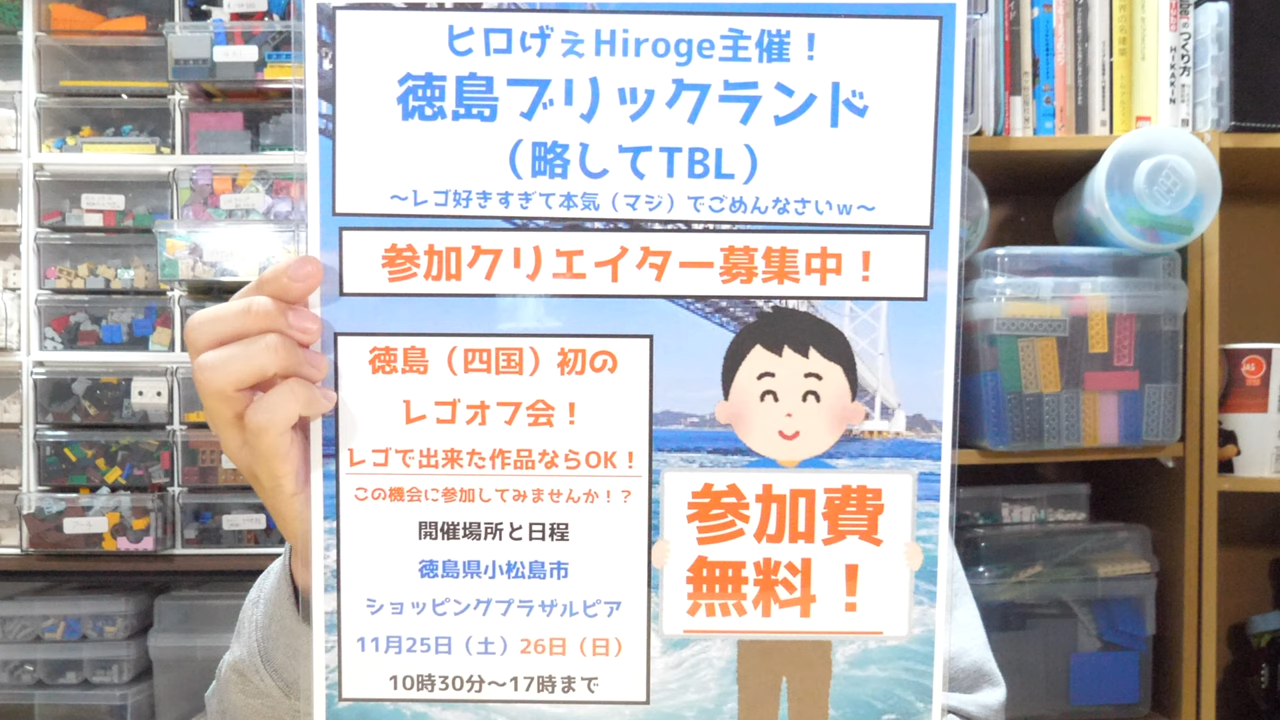 ヒロげぇHiroge主催！
徳島ブリックランド
（略してTBL）
～レゴ好きすぎて本気（マジ）でごめんなさいｗ～
参加クリエイター募集中！
徳島（四国）初の
レゴオフ会！
レゴで出来た作品ならOK！
この機会に参加してみませんか！？
開催場所と日程
徳島県小松島市
ショッピングプラザルピア
11月25日（土）26日（日）
10時30分～17時まで
参加費
無料！
のつくり方
HIKAKIN